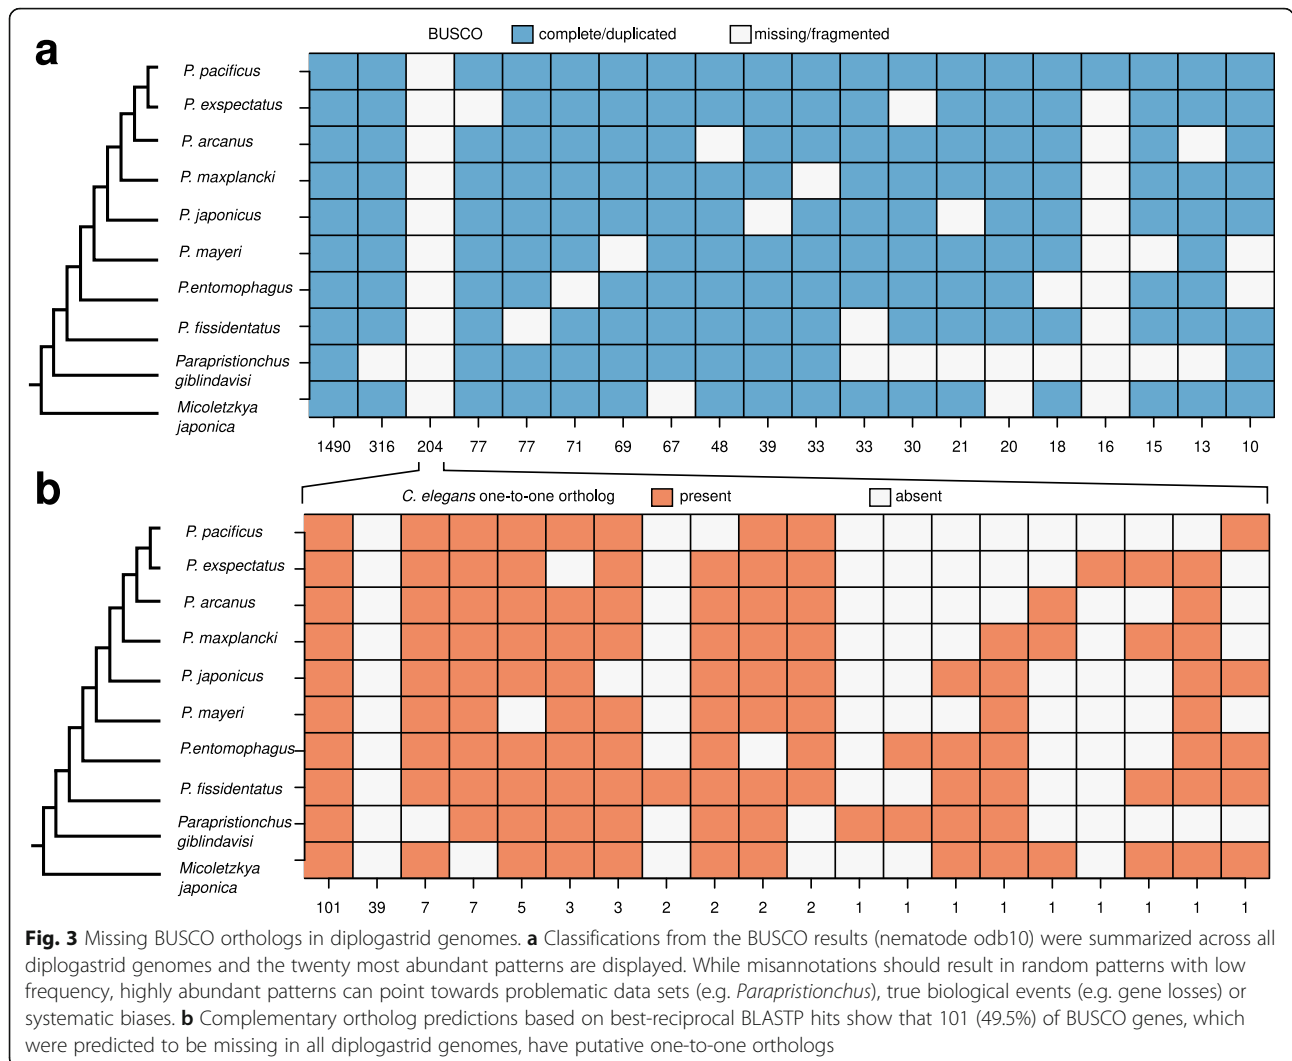 a
BUSCO complete/duplicated missing/fragmented
P. pacificus
P. exspectatus
P. arcanus
P. maxplancki
P. japonicus
P. mayeri
P.entomophagus
P. fissidentatus
Parapristionchus
giblindavisi
Micoletzkya
japonica
1490 316 204 77 77 71 69 67 48 39 33 33 30 21 20 18 16 15 13 10
b
C. elegans one-to-one ortholog present absent
P. pacificus
P. exspectatus
P. arcanus
P. maxplancki
P. japonicus
P. mayeri
P.entomophagus
P. fissidentatus
Parapristionchus
giblindavisi
Micoletzkya
japonica
101 39 7 7 5 3 3 2 2 2 2 1 1 1 1 1 1 1 1 1
Fig. 3 Missing BUSCO orthologs in diplogastrid genomes. a Classifications from the BUSCO results (nematode odb10) were summarized across all
diplogastrid genomes and the twenty most abundant patterns are displayed. While misannotations should result in random patterns with low
frequency, highly abundant patterns can point towards problematic data sets (e.g. Parapristionchus), true biological events (e.g. gene losses) or
systematic biases. b Complementary ortholog predictions based on best-reciprocal BLASTP hits show that 101 (49.5%) of BUSCO genes, which
were predicted to be missing in all diplogastrid genomes, have putative one-to-one orthologs